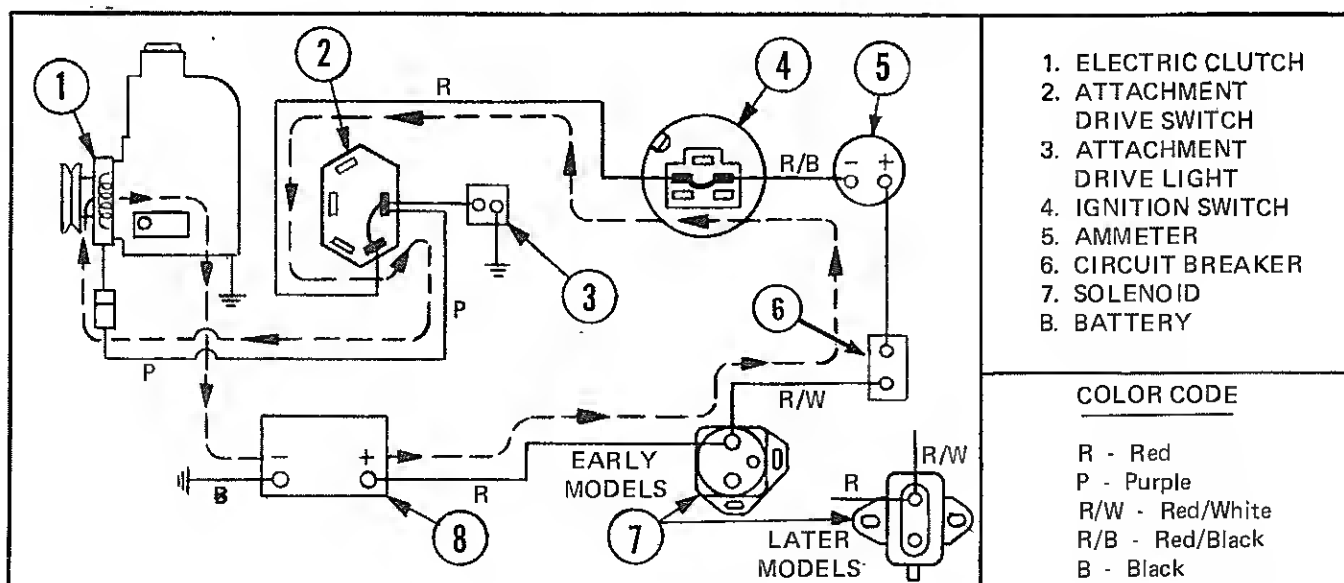 1
2
R
4
5
R/B
- +
3
P
6
P
R/W
- +
B
R
EARLY
MODELS
8
7
R/W
R
LATER
MODELS
1. ELECTRIC CLUTCH
2. ATTACHMENT
DRIVE SWITCH
3. ATTACHMENT
DRIVE LIGHT
4. IGNITION SWITCH
5. AMMETER
6. CIRCUIT BREAKER
7. SOLENOID
8. BATTERY
COLOR CODE
R - Red
P - Purple
R/W - Red/White
R/B - Red/Black
B - Black